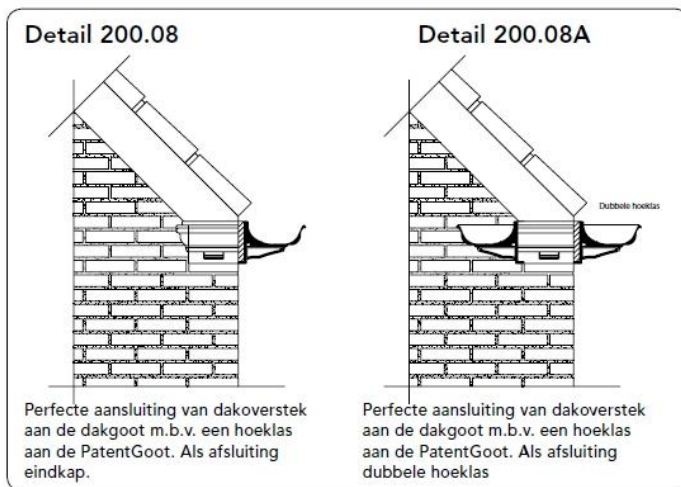 Detail 200.08
Perfecte aansluiting van dakoverstek
aan de dakgoot m.b.v. een hoeklas
aan de PatentGoot. Als afsluiting
eindkap.
Detail 200.08A
Dubbele hoeklas
Perfecte aansluiting van dakoverstek
aan de dakgoot m.b.v. een hoeklas
aan de PatentGoot. Als afsluiting
dubbele hoeklas